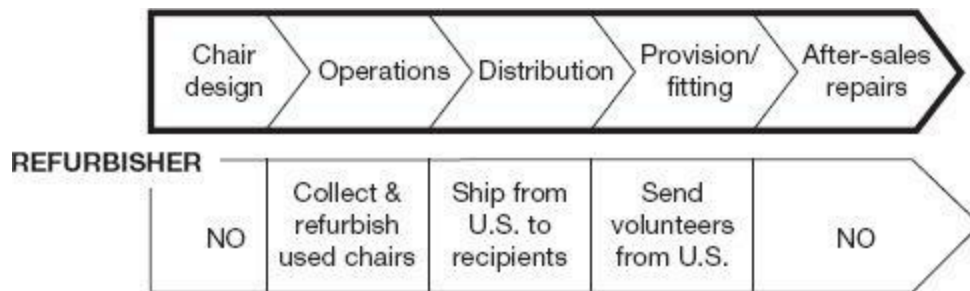 Chair
design
Operations
Distribution
Provision/
fitting
After-sales
repairs
REFURBISHER
NO
Collect &
refurbish
used chairs
Ship from
U.S. to
recipients
Send
volunteers
from U.S.
NO